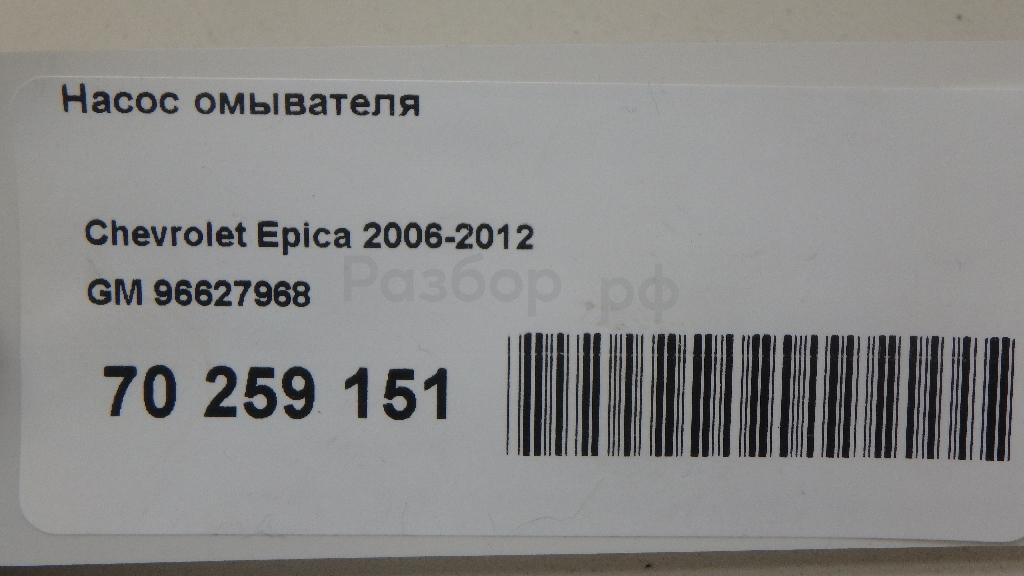 Насос омывателя
Chevrolet Epica 2006-2012
Разбор.рф
GM 96627968
70 259 151